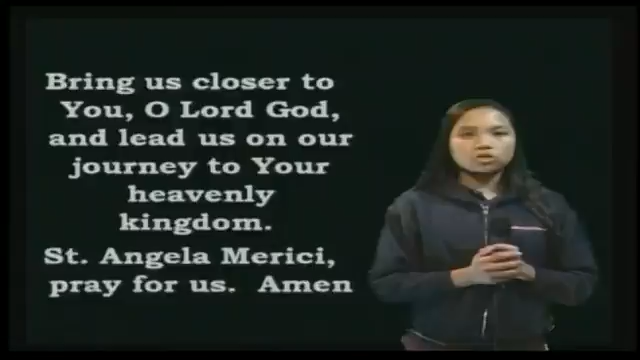 Bring us closer to
You, O Lord God,
and lead us on our
journey to Your
heavenly
kingdom.
St. Angela Merici,
pray for us. Amen